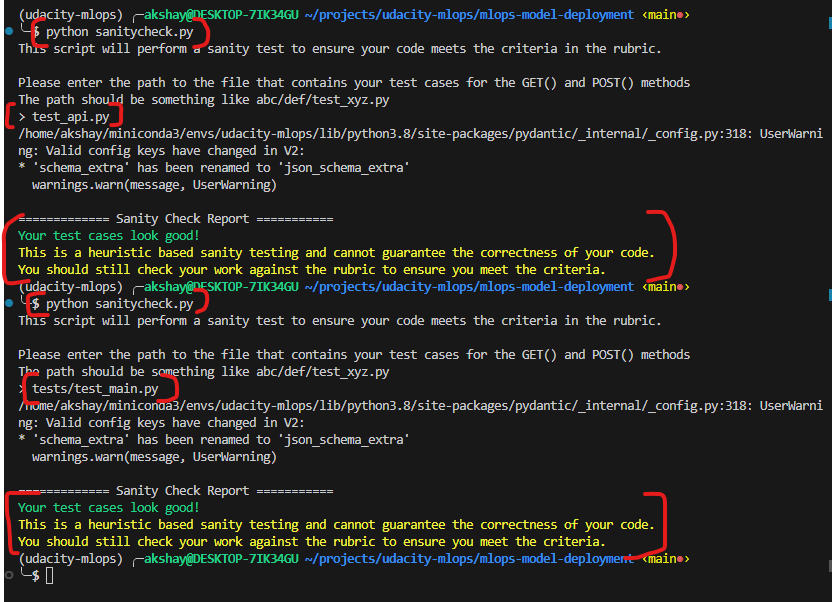 (udacity-mlops) ╭─akshay@DESKTOP-7IK34GU ~/projects/udacity-mlops/mlops-model-deployment ‹main●›
╰─$ python sanitycheck.py
This script will perform a sanity test to ensure your code meets the criteria in the rubric.
Please enter the path to the file that contains your test cases for the GET() and POST() methods
The path should be something like abc/def/test_xyz.py
> test_api.py
/home/akshay/miniconda3/envs/udacity-mlops/lib/python3.8/site-packages/pydantic/_internal/_config.py:318: UserWarni
ng: Valid config keys have changed in V2:
* 'schema_extra' has been renamed to 'json_schema_extra'
warnings.warn(message, UserWarning)
============= Sanity Check Report ===========
Your test cases look good!
This is a heuristic based sanity testing and cannot guarantee the correctness of your code.
You should still check your work against the rubric to ensure you meet the criteria.
(udacity-mlops) ╭─akshay@DESKTOP-7IK34GU ~/projects/udacity-mlops/mlops-model-deployment ‹main●›
╰─$ python sanitycheck.py
This script will perform a sanity test to ensure your code meets the criteria in the rubric.
Please enter the path to the file that contains your test cases for the GET() and POST() methods
The path should be something like abc/def/test_xyz.py
> tests/test_main.py
/home/akshay/miniconda3/envs/udacity-mlops/lib/python3.8/site-packages/pydantic/_internal/_config.py:318: UserWarni
ng: Valid config keys have changed in V2:
* 'schema_extra' has been renamed to 'json_schema_extra'
warnings.warn(message, UserWarning)
============= Sanity Check Report ===========
Your test cases look good!
This is a heuristic based sanity testing and cannot guarantee the correctness of your code.
You should still check your work against the rubric to ensure you meet the criteria.
(udacity-mlops) ╭─akshay@DESKTOP-7IK34GU ~/projects/udacity-mlops/mlops-model-deployment ‹main●›
╰─$